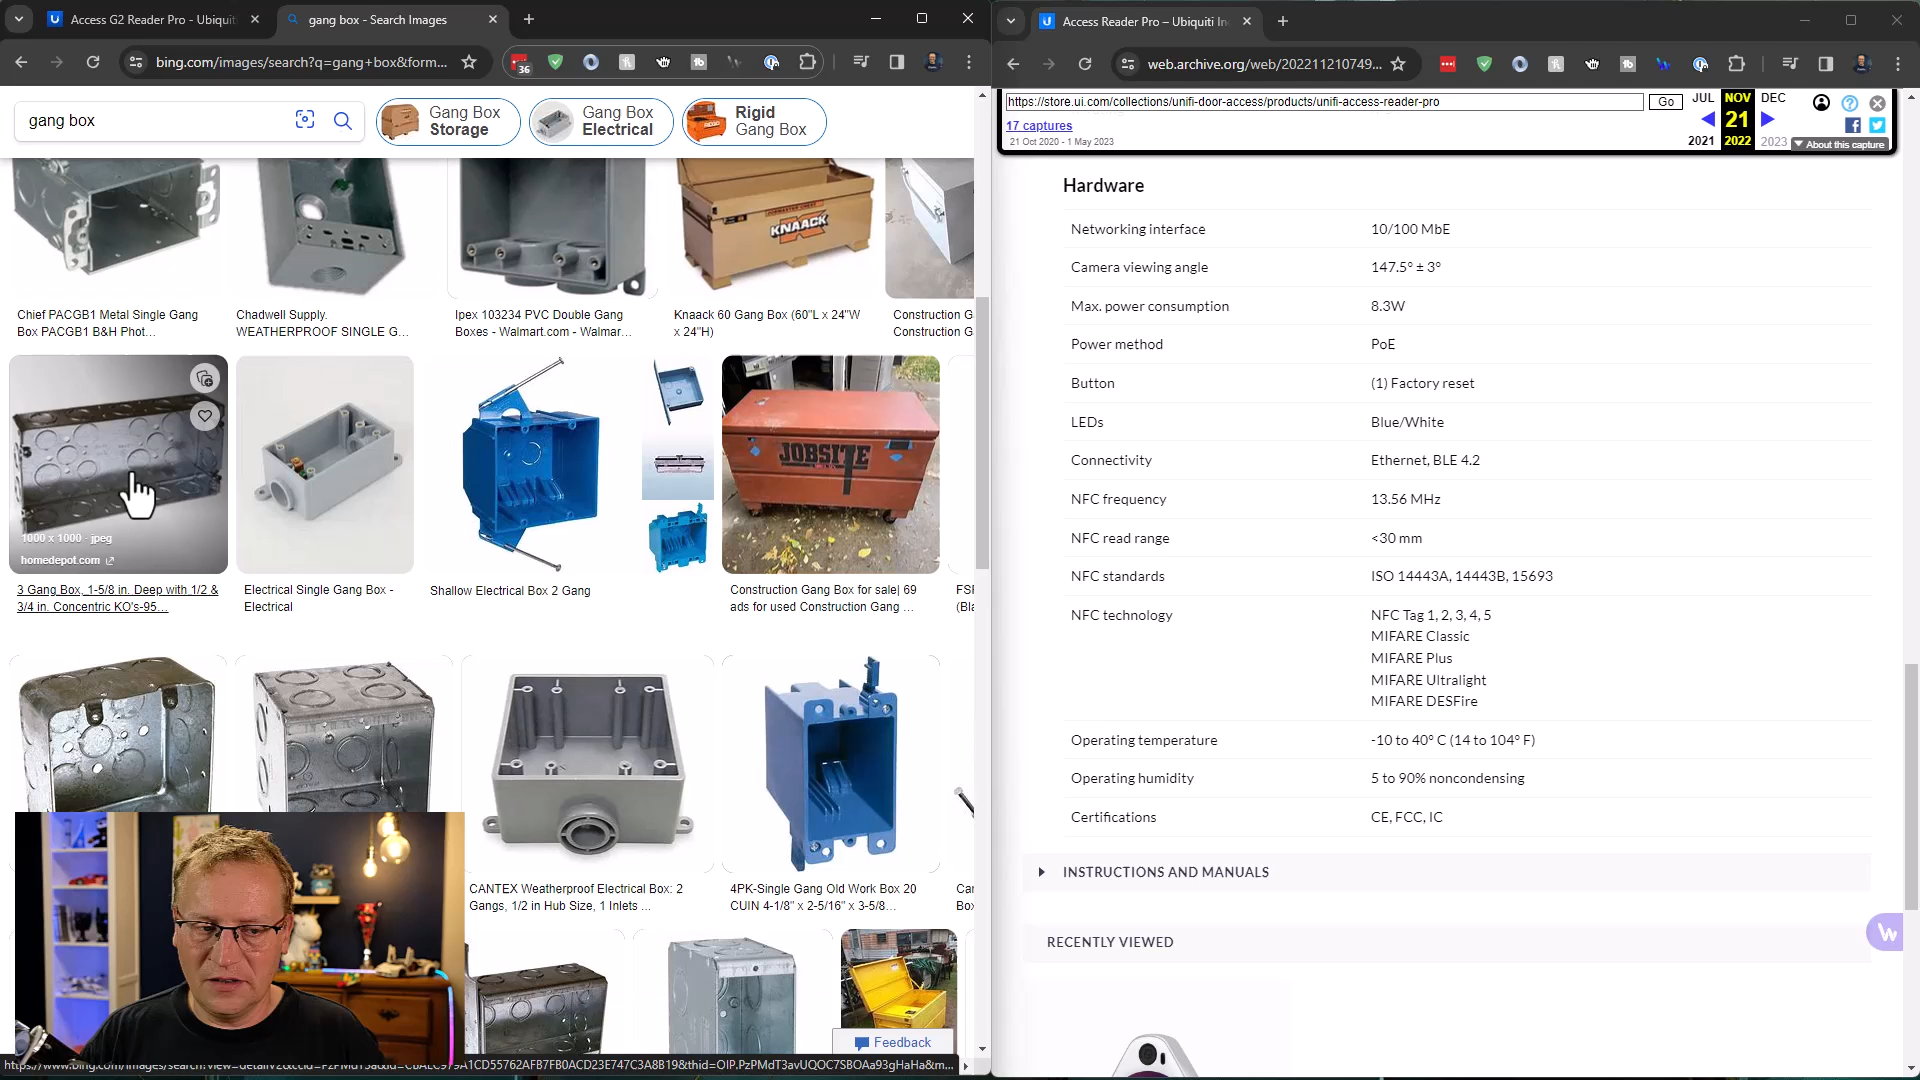 Access G2 Reader Pro - Ubiquiti
gang box - Search Images
bing.com/images/search?q=gang+box&form...
36
gang box
Gang Box
Storage
Gang Box
Electrical
Rigid
Gang Box
KNAACK
Chief PACGB1 Metal Single Gang
Box PACGB1 B&H Phot...
Chadwell Supply.
WEATHERPROOF SINGLE G...
Ipex 103234 PVC Double Gang
Boxes - Walmart.com - Walmar...
Knaack 60 Gang Box (60"L x 24"W
x 24"H)
Construction G
Construction G
1000 x 1000 - jpeg
homedepot.com
JOBSITE
3 Gang Box, 1-5/8 in. Deep with 1/2 &
3/4 in. Concentric KO's-95...
Electrical Single Gang Box -
Electrical
Shallow Electrical Box 2 Gang
Construction Gang Box for sale| 69
ads for used Construction Gang ...
FSF
(Bla
CANTEX Weatherproof Electrical Box: 2
Gangs, 1/2 in Hub Size, 1 Inlets ...
4PK-Single Gang Old Work Box 20
CUIN 4-1/8" x 2-5/16" x 3-5/8...
Car
Box
Feedback
Access Reader Pro – Ubiquiti In
web.archive.org/web/202211210749...
https://store.ui.com/collections/unifi-door-access/products/unifi-access-reader-pro
Go
JUL NOV DEC
17 captures
21
21 Oct 2020 - 1 May 2023
2021 2022 2023
About this capture
Hardware
Networking interface 10/100 MbE
Camera viewing angle 147.5° ± 3°
Max. power consumption 8.3W
Power method PoE
Button (1) Factory reset
LEDs Blue/White
Connectivity Ethernet, BLE 4.2
NFC frequency 13.56 MHz
NFC read range <30 mm
NFC standards ISO 14443A, 14443B, 15693
NFC technology NFC Tag 1, 2, 3, 4, 5
MIFARE Classic
MIFARE Plus
MIFARE Ultralight
MIFARE DESFire
Operating temperature -10 to 40° C (14 to 104° F)
Operating humidity 5 to 90% noncondensing
Certifications CE, FCC, IC
INSTRUCTIONS AND MANUALS
RECENTLY VIEWED